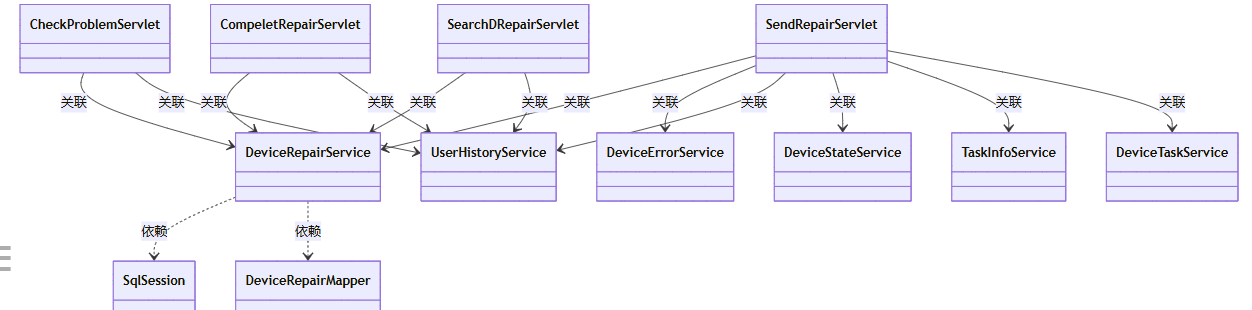 CheckProblemServlet
CompeletRepairServlet
SearchDRepairServlet
SendRepairServlet
关联
关联
关联
关联
关联
关联
关联
关联
关联
关联
关联
关联
DeviceRepairService
UserHistoryService
DeviceErrorService
DeviceStateService
TaskInfoService
DeviceTaskService
依赖
依赖
SqlSession
DeviceRepairMapper